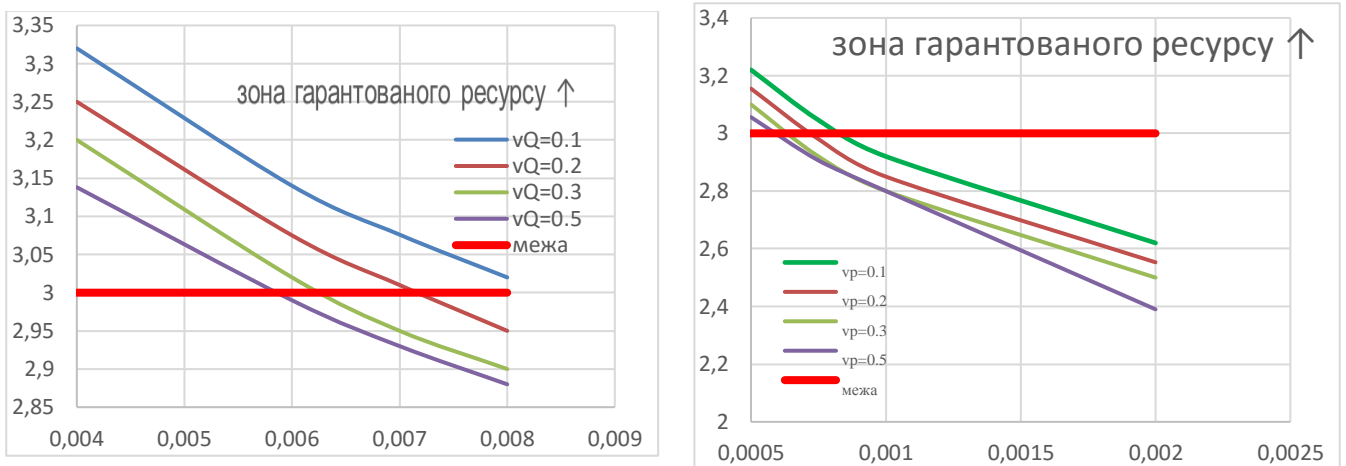 3,35
3,3
3,25
3,2
3,15
3,1
3,05
3
2,95
2,9
2,85
зона гарантованого ресурсу ↑
vQ=0.1
vQ=0.2
vQ=0.3
vQ=0.5
межа
0,004 0,005 0,006 0,007 0,008 0,009
3,4
3,2
3
2,8
2,6
2,4
2,2
2
зона гарантованого ресурсу ↑
vp=0.1
vp=0.2
vp=0.3
vp=0.5
межа
0,0005 0,001 0,0015 0,002 0,0025